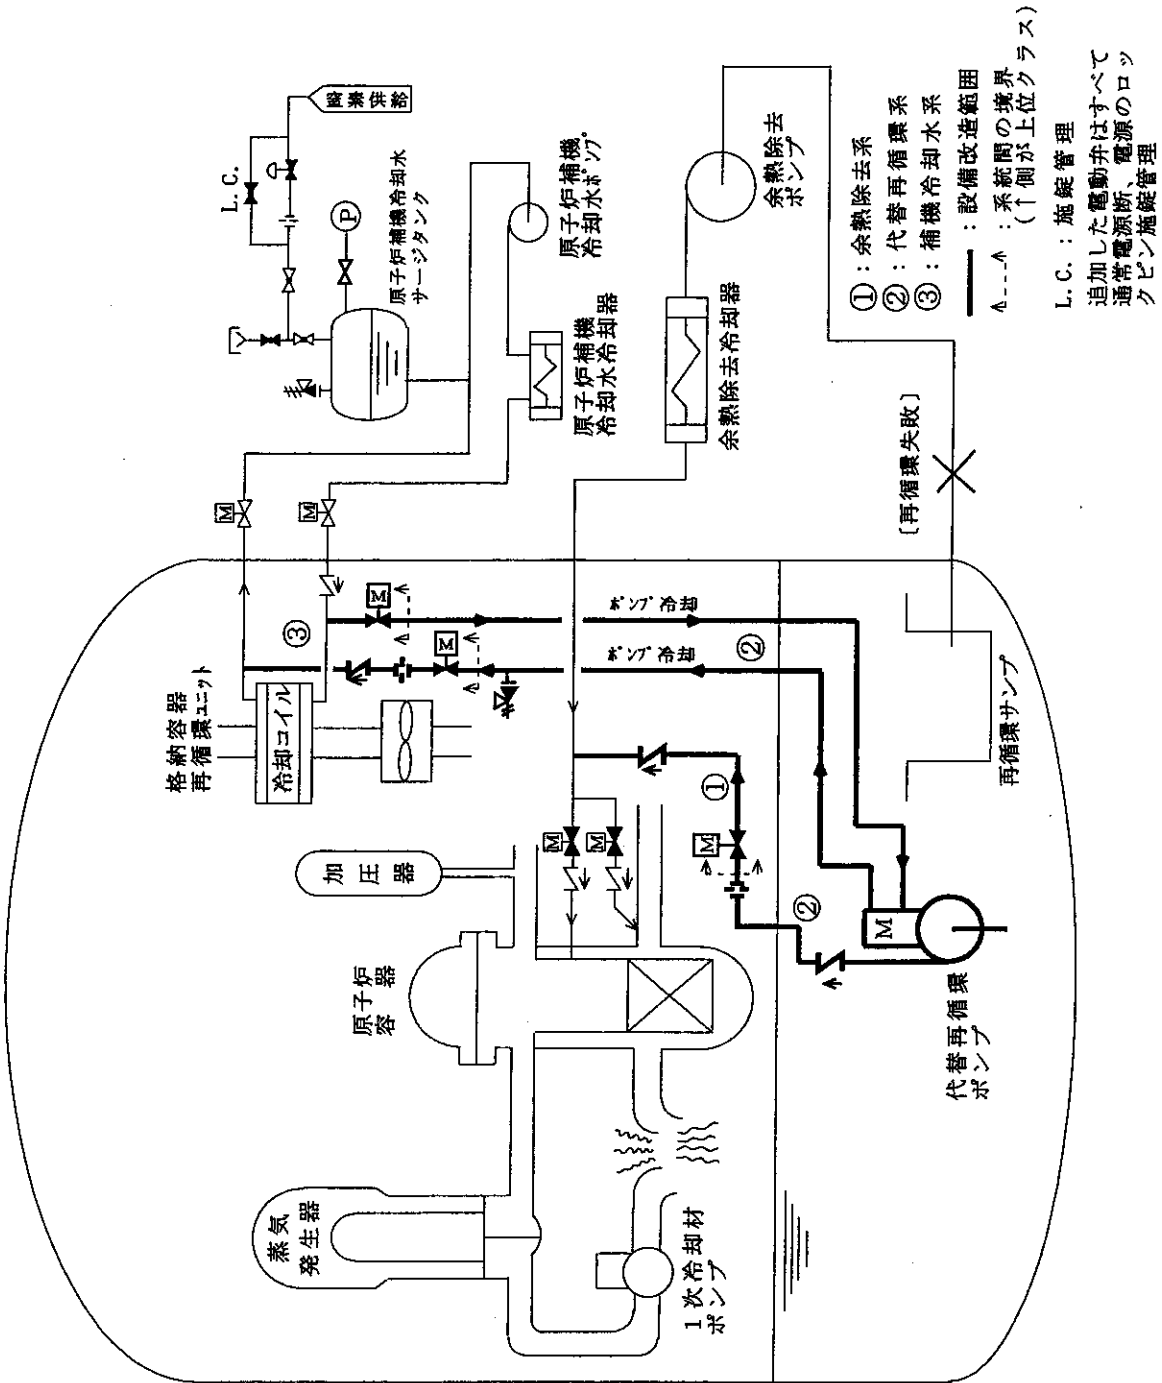 蒸気
発生器
1次冷却材
ポンプ
原子炉
容器
加圧器
格納容器
再循環ユニット
冷却コイル
③
M
M
M
M
ポンプ冷却
ポンプ冷却
②
①
M
M
M
②
M
代替再循環
ポンプ
再循環サンプ
〔再循環失敗〕
L.C.
窒素供給
P
原子炉補機冷却水
サージタンク
原子炉補機
冷却水ポンプ
原子炉補機
冷却水冷却器
余熱除去
ポンプ
余熱除去冷却器
①:余熱除去系
②:代替再循環系
③:補機冷却水系
:設備改造範囲
:系統間の境界
(↑側が上位クラス)
L.C.:施錠管理
追加した電動弁はすべて
通常電源断、電源のロッ
クピン施錠管理